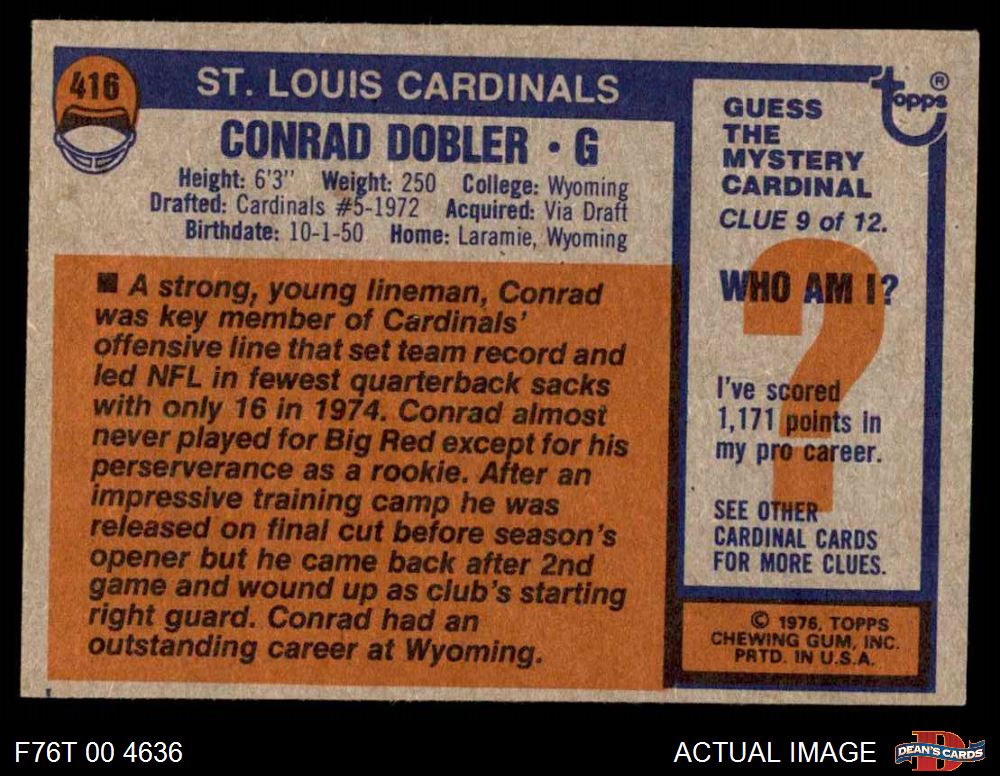 416
ST. LOUIS CARDINALS
CONRAD DOBLER • G
Height: 6'3" Weight: 250 College: Wyoming
Drafted: Cardinals #5-1972 Acquired: Via Draft
Birthdate: 10-1-50 Home: Laramie, Wyoming
■ A strong, young lineman, Conrad
was key member of Cardinals'
offensive line that set team record and
led NFL in fewest quarterback sacks
with only 16 in 1974. Conrad almost
never played for Big Red except for his
perserverance as a rookie. After an
impressive training camp he was
released on final cut before season's
opener but he came back after 2nd
game and wound up as club's starting
right guard. Conrad had an
outstanding career at Wyoming.
topps ®
GUESS
THE
MYSTERY
CARDINAL
CLUE 9 of 12.
?
WHO AM I?
I've scored
1,171 points in
my pro career.
SEE OTHER
CARDINAL CARDS
FOR MORE CLUES.
© 1976, TOPPS
CHEWING GUM, INC.
PRTD. IN U.S.A.
F76T 00 4636
ACTUAL IMAGE
D
DEAN'S CARDS